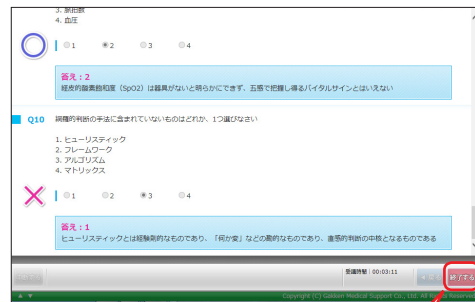 3. 脈拍数
4. 血圧
1 2 3 4
答え：2
経皮的酸素飽和度（SpO2）は器具がないと明らかにできず、五感で把握し得るバイタルサインとはいえない
Q10 網羅的判断の手法に含まれていないものはどれか、1つ選びなさい
1. ヒューリスティック
2. フレームワーク
3. アルゴリズム
4. マトリックス
1 2 3 4
答え：1
ヒューリスティックとは経験則的なものであり、「何か変」などの勘的なものであり、直感的判断の中核となるものである
受講時間：00:03:11
終了する
Copyright (C) Gakken Medical Support Co., Ltd. All Rights Reserved